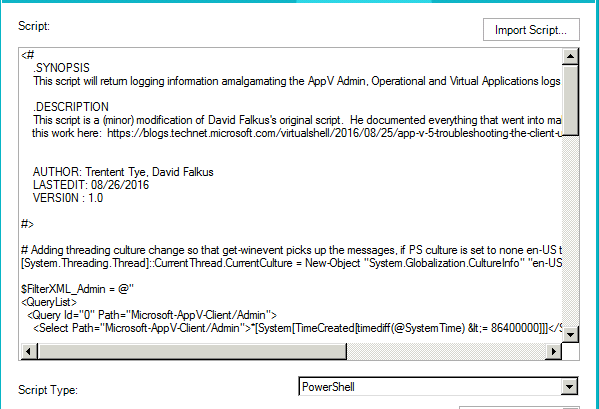 Script:
Import Script...
<#
.SYNOPSIS
This script will return logging information amalgamating the AppV Admin, Operational and Virtual Applications logs
.DESCRIPTION
This script is a (minor) modification of David Falkus's original script.  He documented everything that went into ma
this work here:  https://blogs.technet.microsoft.com/virtualshell/2016/08/25/app-v-5-troubleshooting-the-client-u
AUTHOR: Trentent Tye, David Falkus
LASTEDIT: 08/26/2016
VERSI0N : 1.0
#>
# Adding threading culture change so that get-winevent picks up the messages, if PS culture is set to none en-US t
[System.Threading.Thread]::CurrentThread.CurrentCulture = New-Object "System.Globalization.CultureInfo" "en-US
$FilterXML_Admin = @"
<QueryList>
<Query Id="0" Path="Microsoft-AppV-Client/Admin">
<Select Path="Microsoft-AppV-Client/Admin">*[System[TimeCreated[timediff(@SystemTime) &lt;= 86400000]]]</S
Script Type:
PowerShell